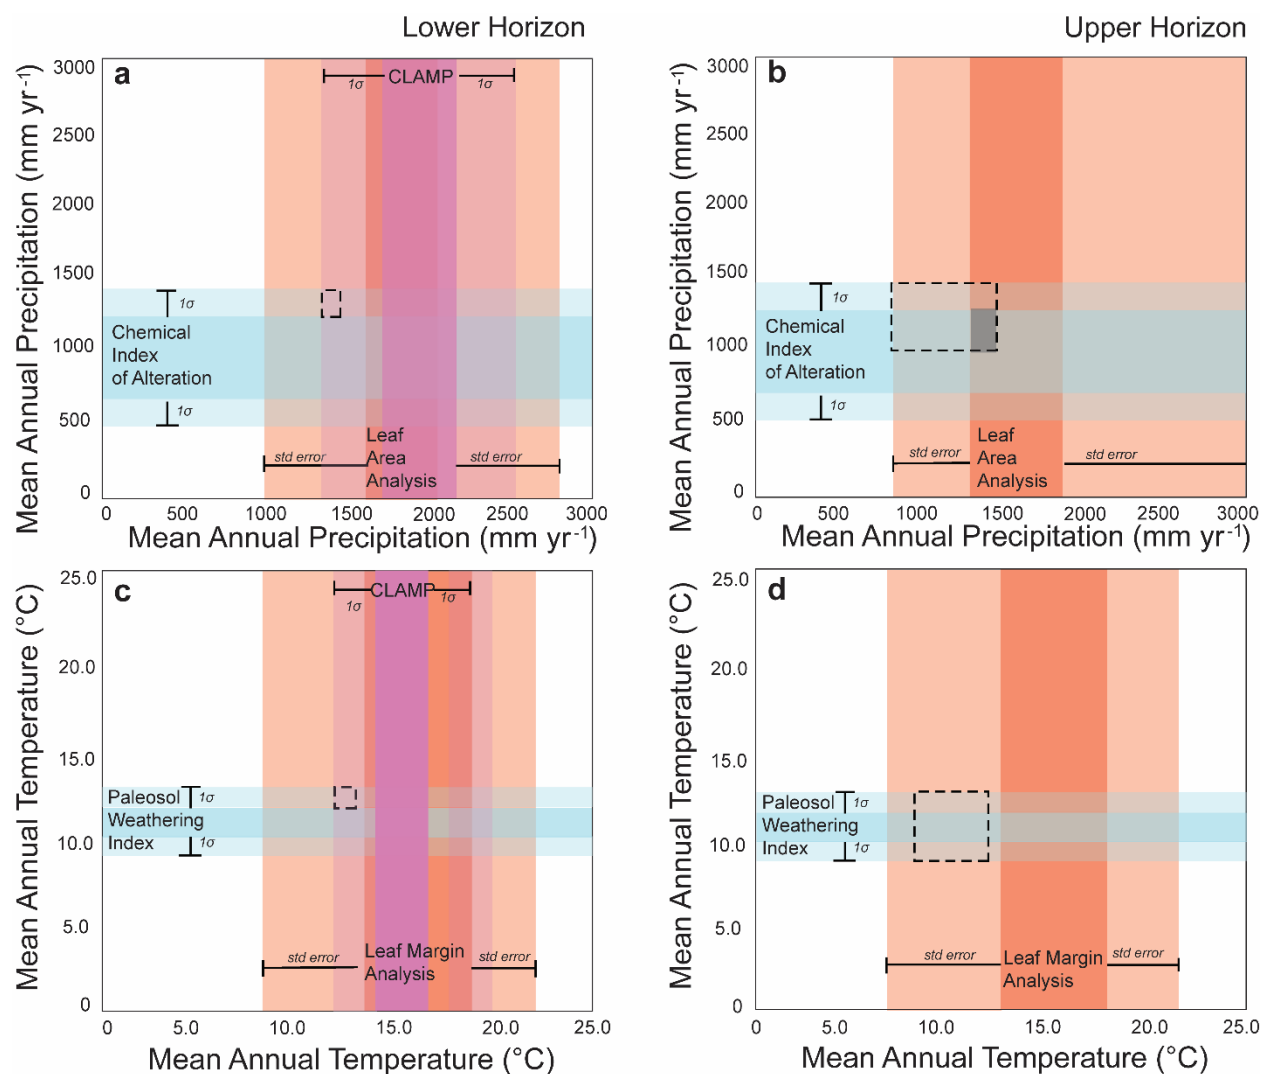 Lower Horizon
Upper Horizon
a
Mean Annual Precipitation (mm yr-1)
3000
2500
2000
1500
1000
500
0
CLAMP
1σ
1σ
1σ
Chemical
Index
of Alteration
1σ
Leaf
Area
Analysis
std error
std error
0
500
1000
1500
2000
2500
3000
Mean Annual Precipitation (mm yr-1)
b
Mean Annual Precipitation (mm yr-1)
3000
2500
2000
1500
1000
500
0
1σ
Chemical
Index
of Alteration
1σ
Leaf
Area
Analysis
std error
std error
0
500
1000
1500
2000
2500
3000
Mean Annual Precipitation (mm yr-1)
c
Mean Annual Temperature (°C)
25.0
20.0
15.0
10.0
5.0
0
CLAMP
1σ
1σ
Paleosol
Weathering
Index
1σ
1σ
Leaf Margin
Analysis
std error
std error
0
5.0
10.0
15.0
20.0
25.0
Mean Annual Temperature (°C)
d
Mean Annual Temperature (°C)
25.0
20.0
15.0
10.0
5.0
0
Paleosol
Weathering
Index
1σ
1σ
std error
Leaf Margin
Analysis
std error
0
5.0
10.0
15.0
20.0
25.0
Mean Annual Temperature (°C)